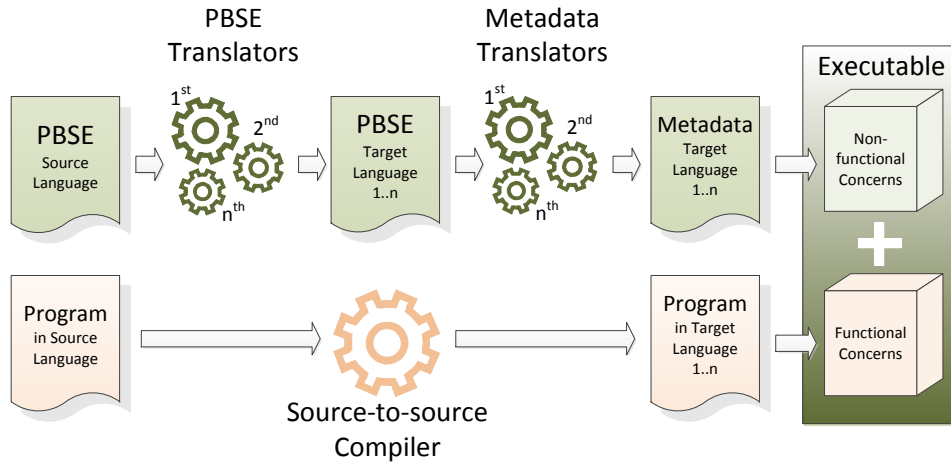 PBSE
Translators
Metadata
Translators
Executable
PBSE
Source
Language
1st
2nd
nth
PBSE
Target
Language
1..n
1st
2nd
nth
Metadata
Target
Language
1..n
Non-
functional
Concerns
Program
in Source
Language
Source-to-source
Compiler
Program
in Target
Language
1..n
Functional
Concerns